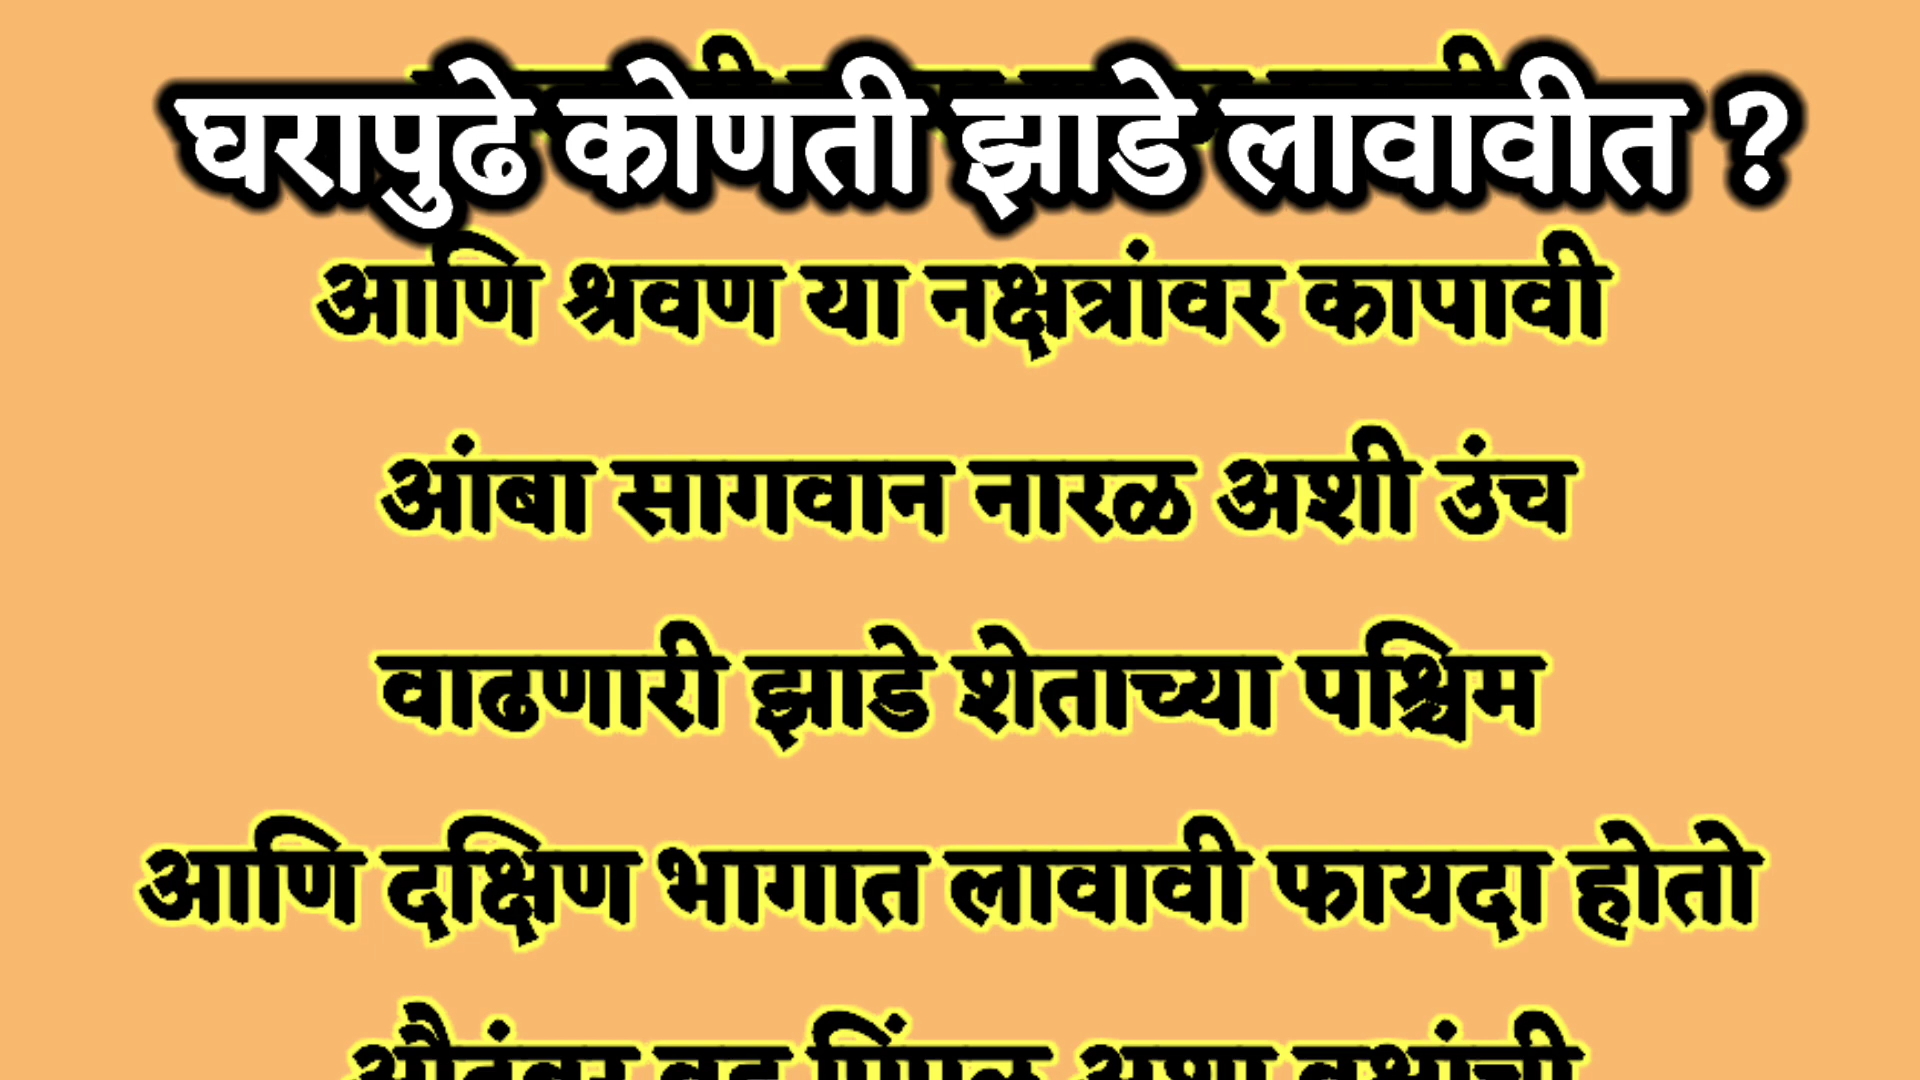 घरापुढे कोणती झाडे लावावीत ?
आणि श्रवण या नक्षत्रांवर कापावी
आंबा सागवान नारळ अशी उंच
वाढणारी झाडे शेताच्या पश्चिम
आणि दक्षिण भागात लावावी फायदा होतो